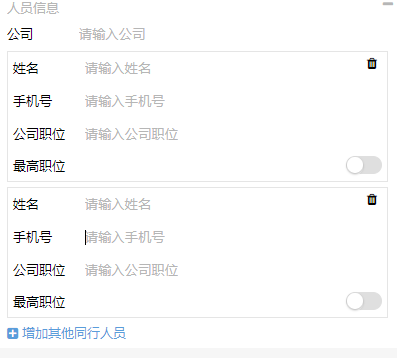 人员信息
公司 请输入公司
姓名 请输入姓名
手机号 请输入手机号
公司职位 请输入公司职位
最高职位
姓名 请输入姓名
手机号 请输入手机号
公司职位 请输入公司职位
最高职位
增加其他同行人员